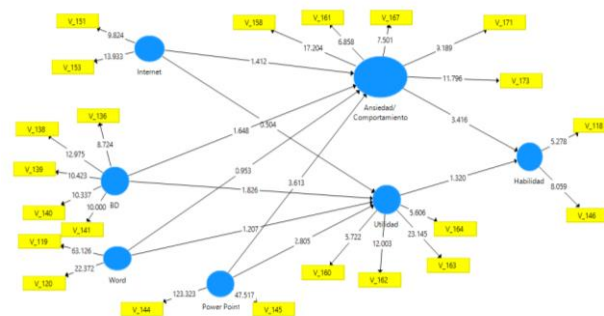 V_151
9.824
V_153
13.933
Internet
V_158
17.204
V_161
6.858
V_167
7.501
V_171
3.189
V_173
11.796
Ansiedad/
Comportamiento
1.412
0.504
1.648
0.953
3.613
3.416
V_136
8.724
V_138
12.975
V_139
10.423
V_140
10.337
V_141
10.000
BD
1.826
V_119
63.126
V_120
22.372
Word
1.207
V_144
123.323
Power Point
47.517
V_145
2.805
Utilidad
5.606
V_164
5.722
V_160
12.003
V_162
23.145
V_163
1.320
Habilidad
5.278
V_118
8.059
V_146